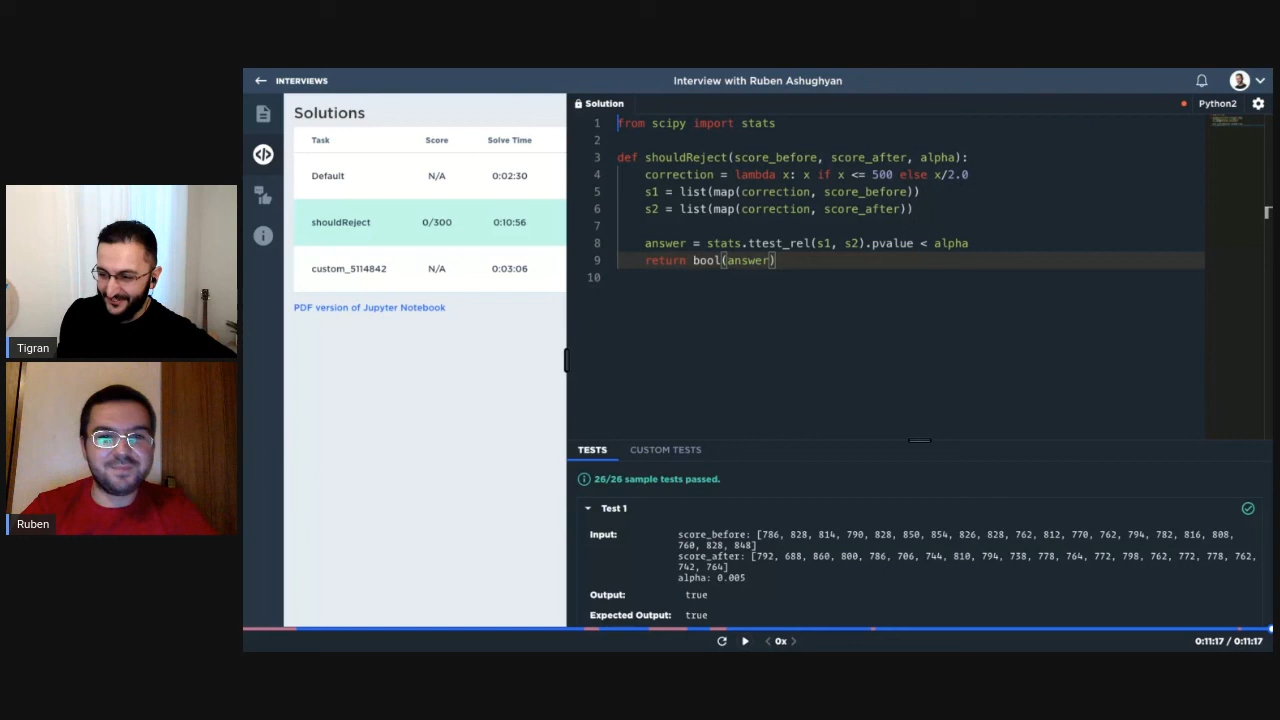 INTERVIEWS
Interview with Ruben Ashughyan
Solutions
Task Score Solve Time
Default N/A 0:02:30
shouldReject 0/300 0:10:56
custom_5114842 N/A 0:03:06
PDF version of Jupyter Notebook
Solution
Python2
1 from scipy import stats
2
3 def shouldReject(score_before, score_after, alpha):
4 correction = lambda x: x if x <= 500 else x/2.0
5 s1 = list(map(correction, score_before))
6 s2 = list(map(correction, score_after))
7
8 answer = stats.ttest_rel(s1, s2).pvalue < alpha
9 return bool(answer)
10
TESTS CUSTOM TESTS
26/26 sample tests passed.
Test 1
Input: score_before: [786, 828, 814, 790, 828, 850, 854, 826, 828, 762, 812, 770, 762, 794, 782, 816, 808,
760, 828, 848]
score_after: [792, 688, 860, 800, 786, 706, 744, 810, 794, 738, 778, 764, 772, 798, 762, 772, 778, 762,
742, 764]
alpha: 0.005
Output: true
Expected Output: true
0x
0:11:17 / 0:11:17
Tigran
Ruben